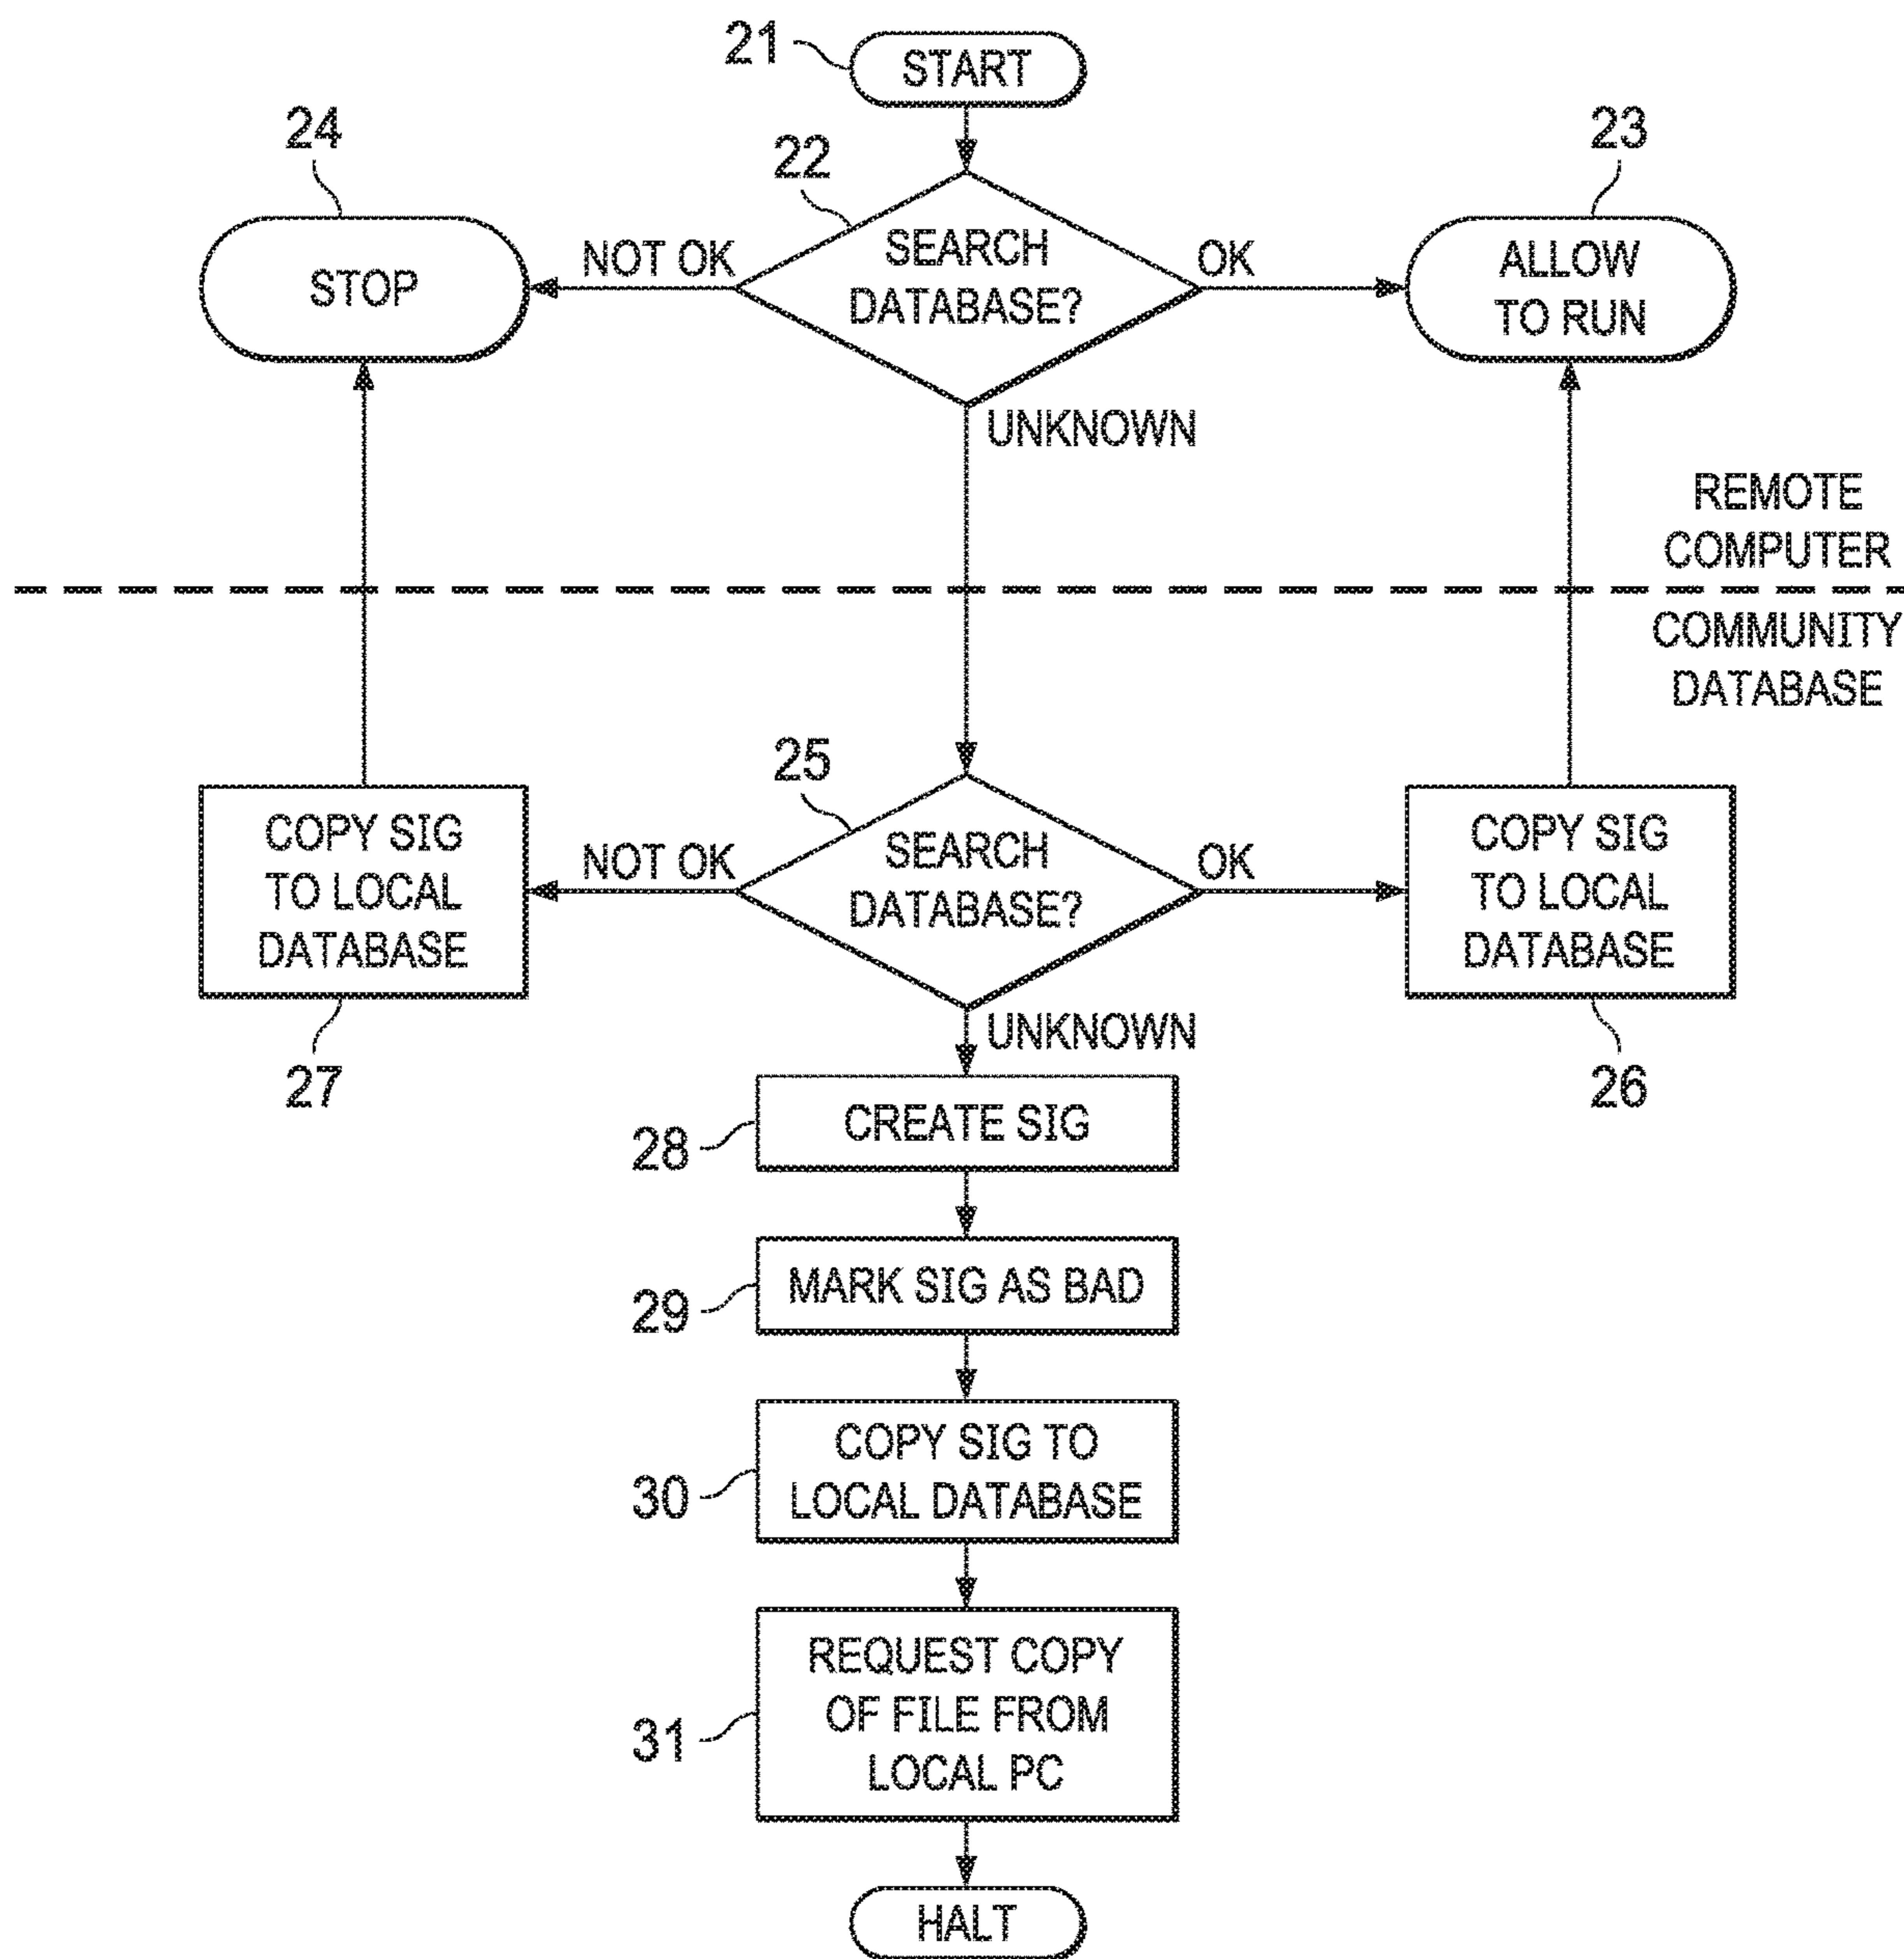 21
START
24
22
23
STOP
NOT OK
SEARCH
DATABASE?
OK
ALLOW
TO RUN
UNKNOWN
REMOTE
COMPUTER
COMMUNITY
DATABASE
25
COPY SIG
TO LOCAL
DATABASE
NOT OK
SEARCH
DATABASE?
OK
COPY SIG
TO LOCAL
DATABASE
UNKNOWN
27
26
28
CREATE SIG
29
MARK SIG AS BAD
30
COPY SIG TO
LOCAL DATABASE
31
REQUEST COPY
OF FILE FROM
LOCAL PC
HALT